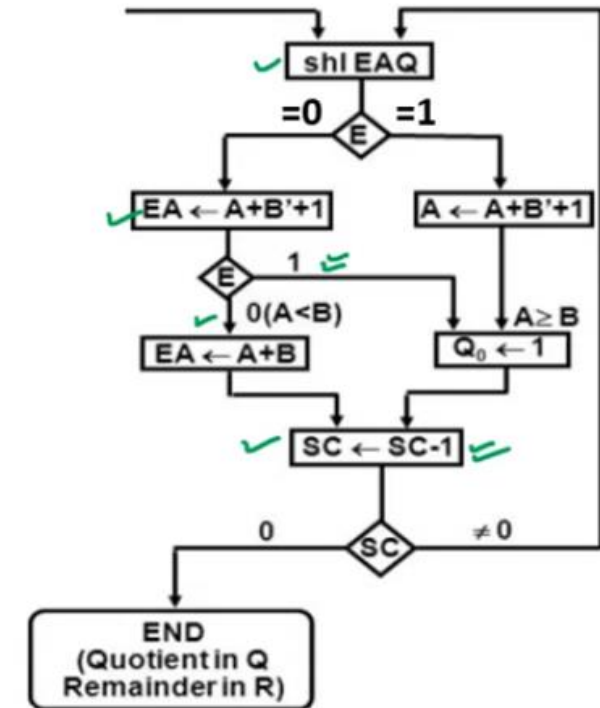 shl EAQ
=0 =1
E
EA ← A+B'+1
A ← A+B'+1
E
1
0(A<B)
A≥ B
EA ← A+B
Q₀ ← 1
SC ← SC-1
0
SC
≠0
END
(Quotient in Q
Remainder in R)